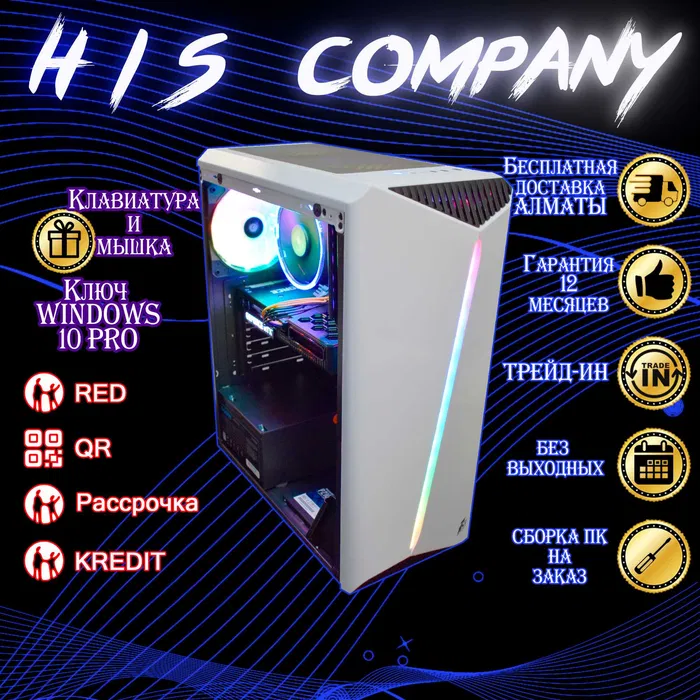 HIS COMPANY
КЛАВИАТУРА
И
МЫШКА
КЛЮЧ
WINDOWS
10 PRO
RED
QR
Рассрочка
KREDIT
БЕСПЛАТНАЯ
ДОСТАВКА
АЛМАТЫ
ГАРАНТИЯ
12
МЕСЯЦЕВ
ТРЕЙД-ИН
TRADE
IN
БЕЗ
ВЫХОДНЫХ
СБОРКА ПК
НА
ЗАКАЗ